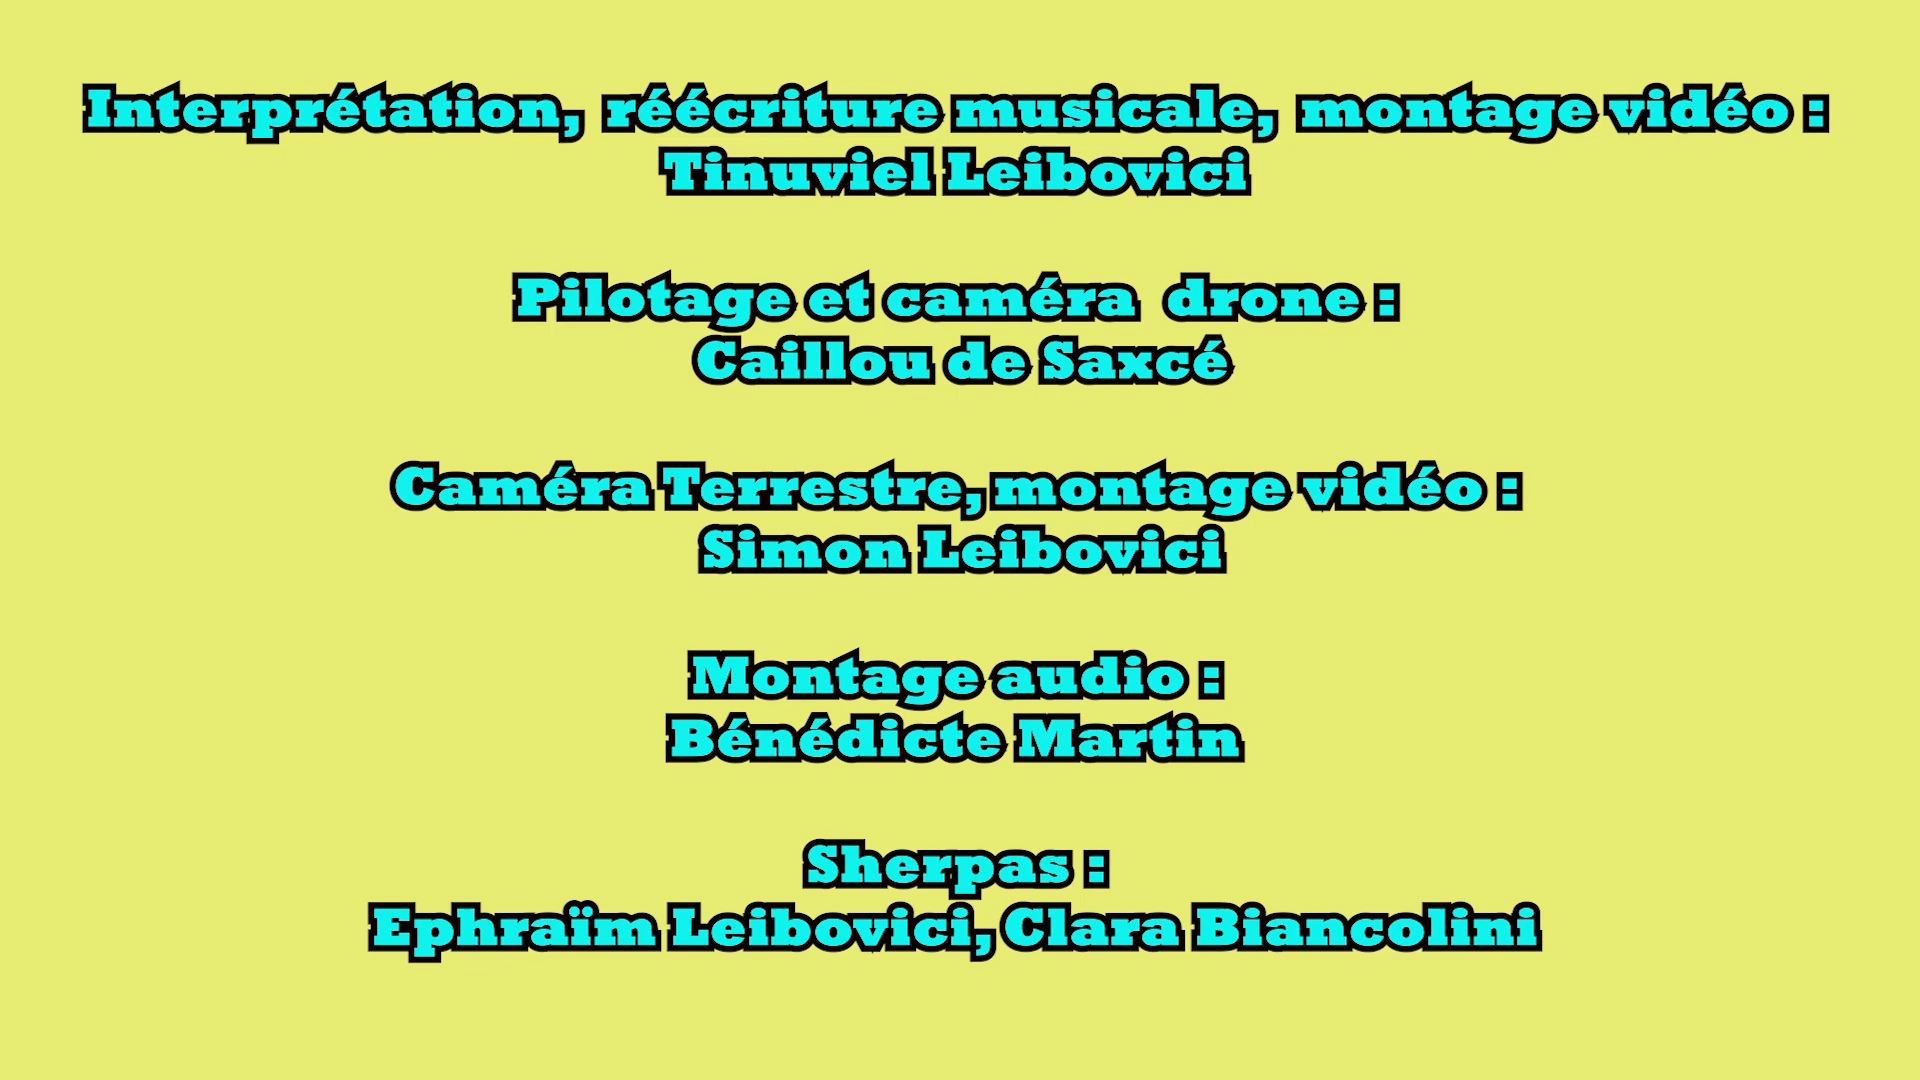 Interprétation, réécriture musicale, montage vidéo :
Tinuviel Leibovici
Pilotage et caméra drone :
Caillou de Saxcé
Caméra Terrestre, montage vidéo :
Simon Leibovici
Montage audio :
Bénédicte Martin
Sherpas :
Ephraïm Leibovici, Clara Biancolini